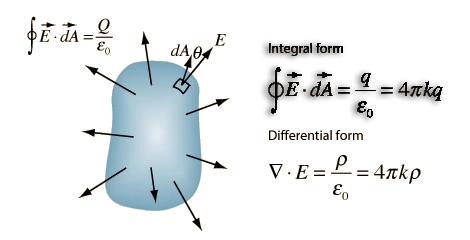 ∮E⃗ · dA⃗ = Q/ε₀
dA θ E
Integral form
∮E⃗ · dA⃗ = q/ε₀ = 4πkq
Differential form
∇ · E = ρ/ε₀ = 4πkρ